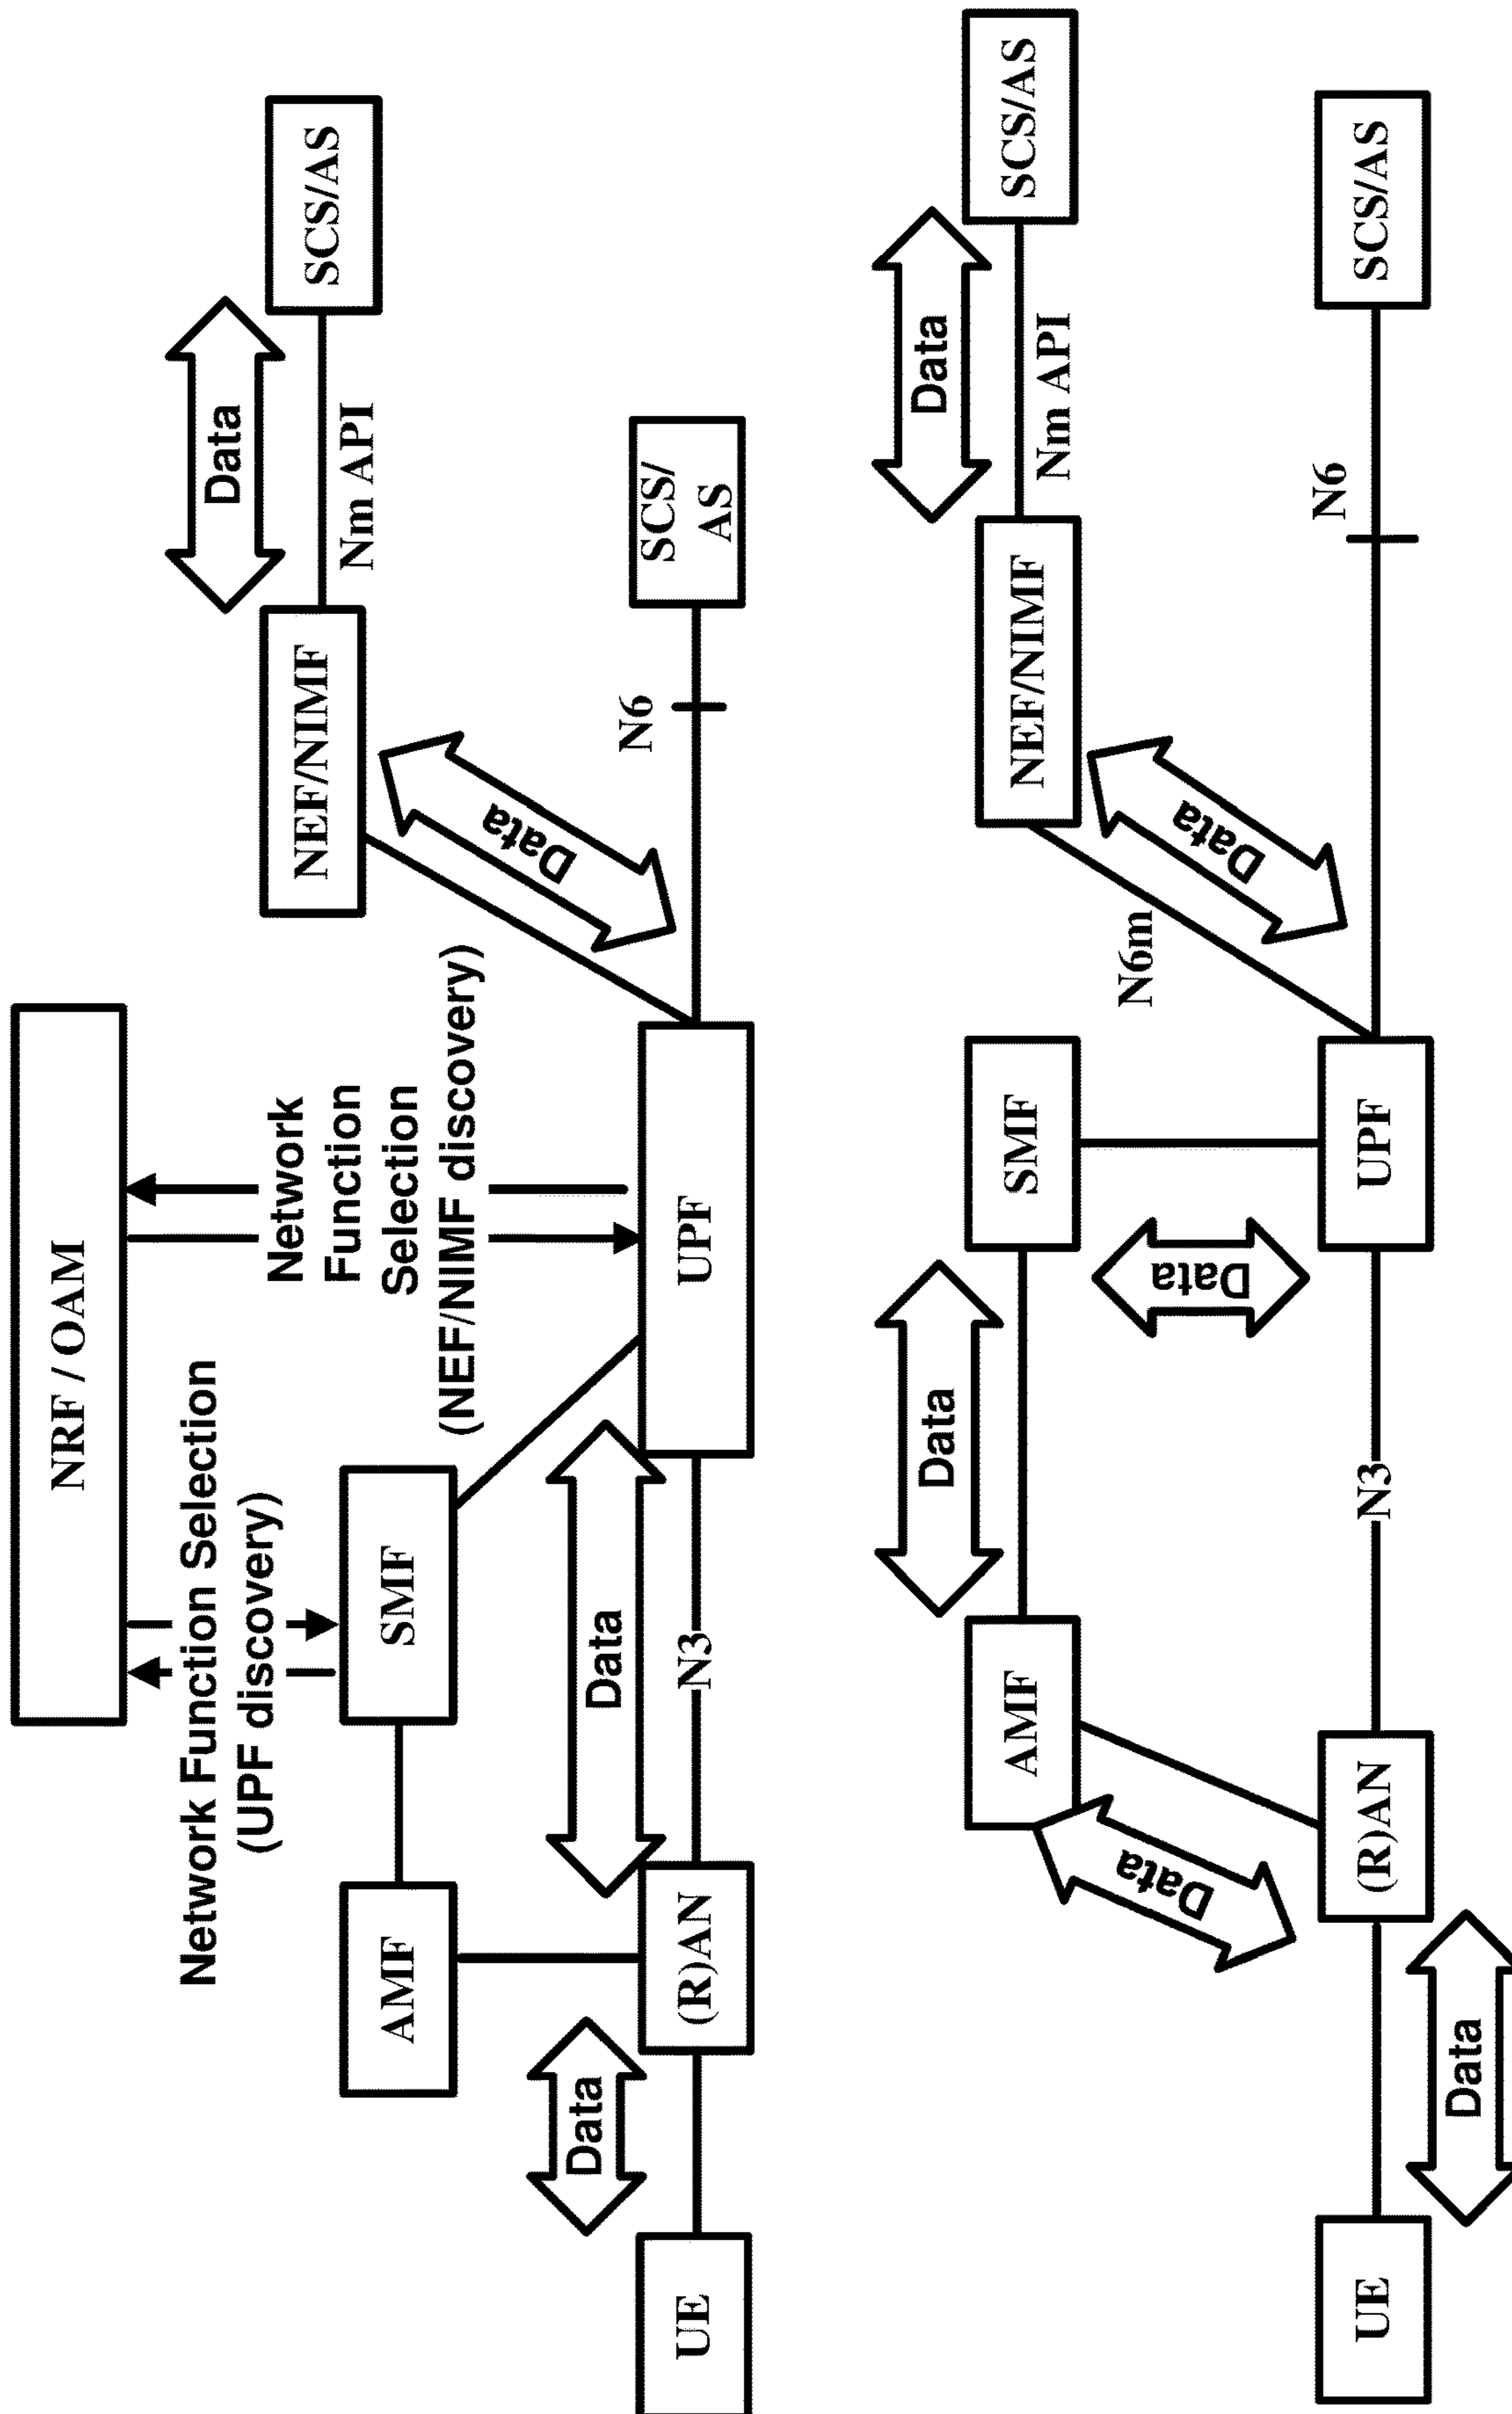 NRF / OAM
Network Function Selection
(UPF discovery)
Network
Function
Selection
(NEF/NIMF discovery)
Data
NEF/NIMF
Nm API
SCS/AS
AMF
SMF
Data
Data
Data
N6
UE
(R)AN
N3
UPF
SCS/
AS
Data
Data
AMF
SMF
NEF/NIMF
Nm API
SCS/AS
Data
Data
N6m
Data
N6
UE
(R)AN
N3
UPF
SCS/AS
Data